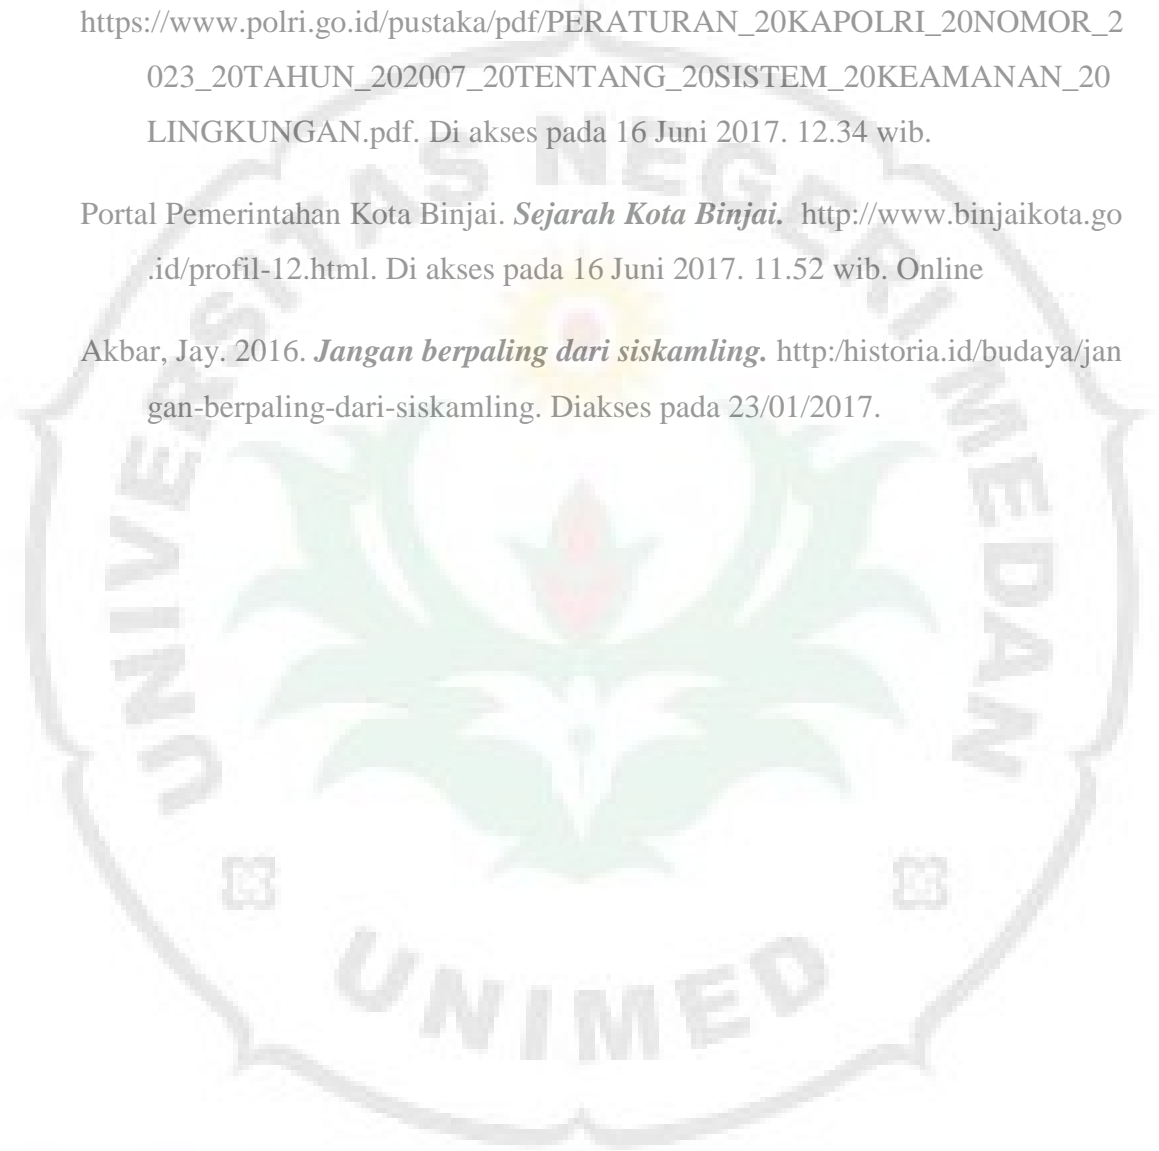 https://www.polri.go.id/pustaka/pdf/PERATURAN_20KAPOLRI_20NOMOR_2
023_20TAHUN_202007_20TENTANG_20SISTEM_20KEAMANAN_20
LINGKUNGAN.pdf. Di akses pada 16 Juni 2017. 12.34 wib.
Portal Pemerintahan Kota Binjai. Sejarah Kota Binjai. http://www.binjaikota.go
.id/profil-12.html. Di akses pada 16 Juni 2017. 11.52 wib. Online
Akbar, Jay. 2016. Jangan berpaling dari siskamling. http:/historia.id/budaya/jan
gan-berpaling-dari-siskamling. Diakses pada 23/01/2017.
UNIVERSITAS NEGERI MEDAN
UNIMED